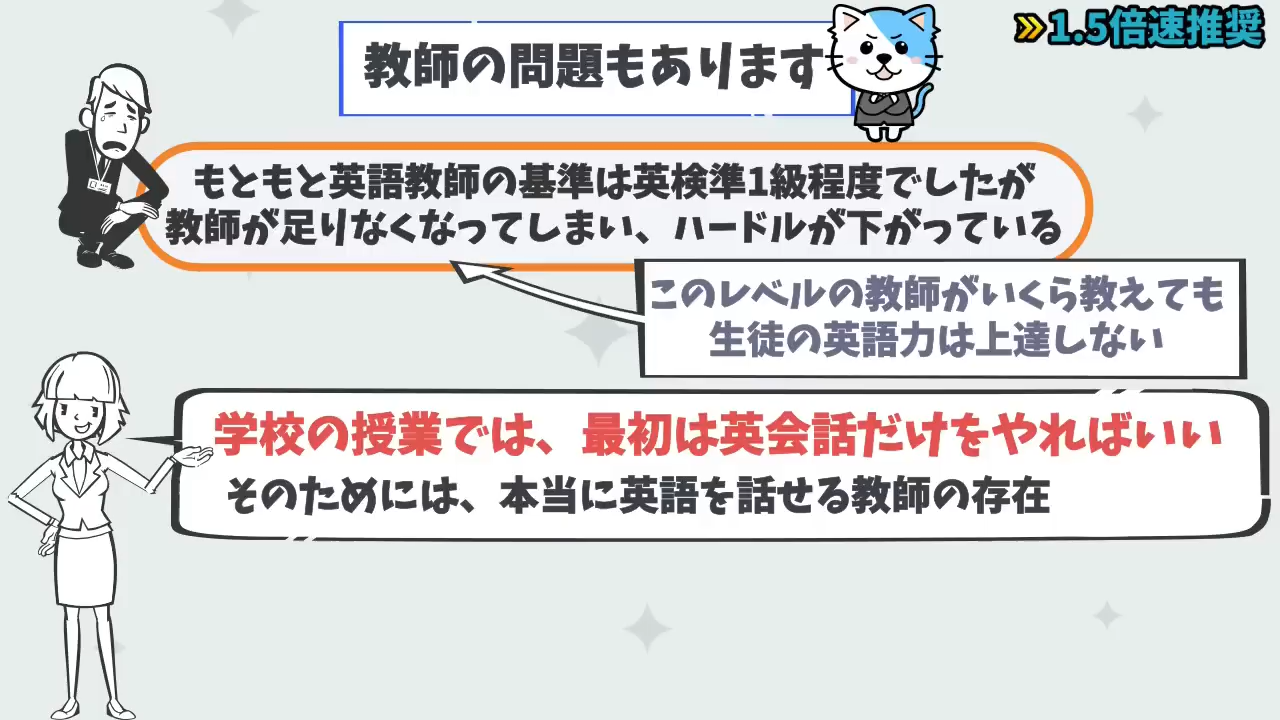 教師の問題もあります
1.5倍速推奨
もともと英語教師の基準は英検準1級程度でしたが
教師が足りなくなってしまい、ハードルが下がっている
このレベルの教師がいくら教えても
生徒の英語力は上達しない
学校の授業では、最初は英会話だけをやればいい
そのためには、本当に英語を話せる教師の存在